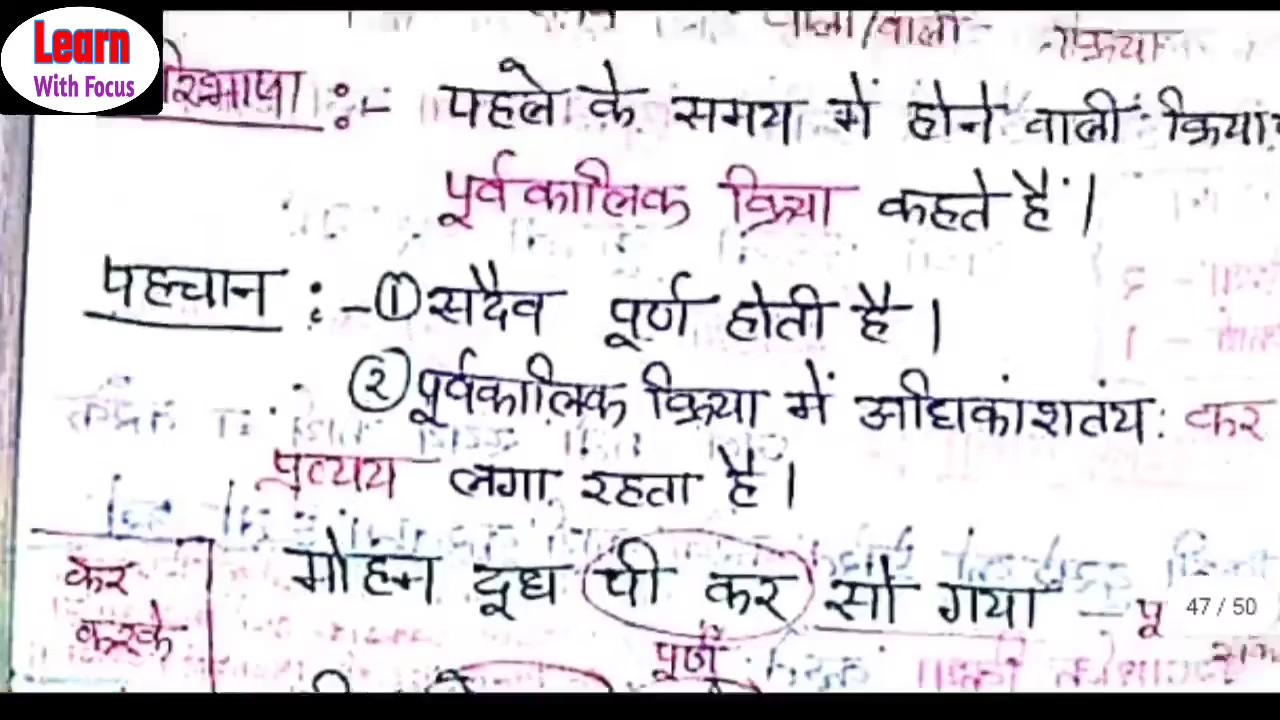 Learn
With Focus
वाला/वाली - क्रिया
रिभाषा :- पहले के समय में होने वाली क्रिया
पूर्वकालिक क्रिया कहते हैं।
पहचान :- ① सदैव पूर्ण होती है।
② पूर्वकालिक क्रिया में अधिकांशतंयः कर
प्रत्यय लगा रहता है।
कर
करके
मोहन दूध पी कर सो गया - पू
पूर्ण
47 / 50